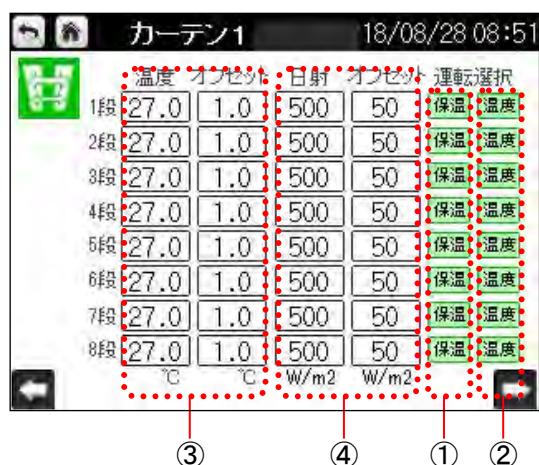 カーテン1 18/08/28 08:51
温度 オフセット 日射 オフセット 運転選択
1段 27.0 1.0 500 50 保温 温度
2段 27.0 1.0 500 50 保温 温度
3段 27.0 1.0 500 50 保温 温度
4段 27.0 1.0 500 50 保温 温度
5段 27.0 1.0 500 50 保温 温度
6段 27.0 1.0 500 50 保温 温度
7段 27.0 1.0 500 50 保温 温度
8段 27.0 1.0 500 50 保温 温度
℃ ℃ W/m2 W/m2
③ ④ ① ②